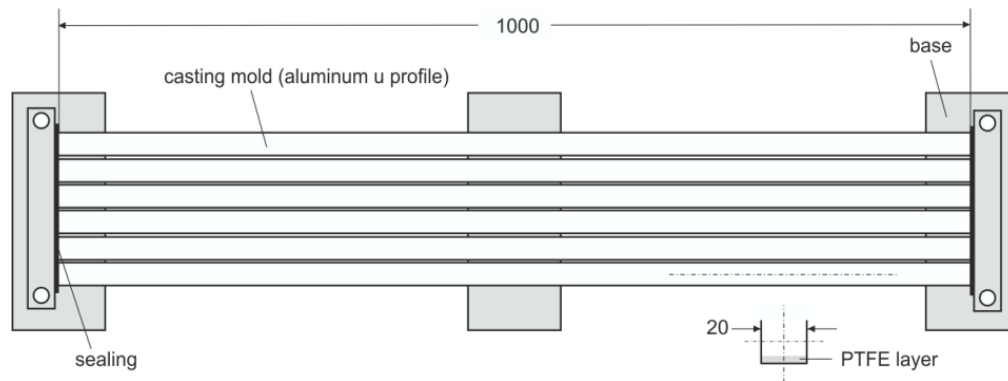 1000
base
casting mold (aluminum u profile)
20
sealing
PTFE layer